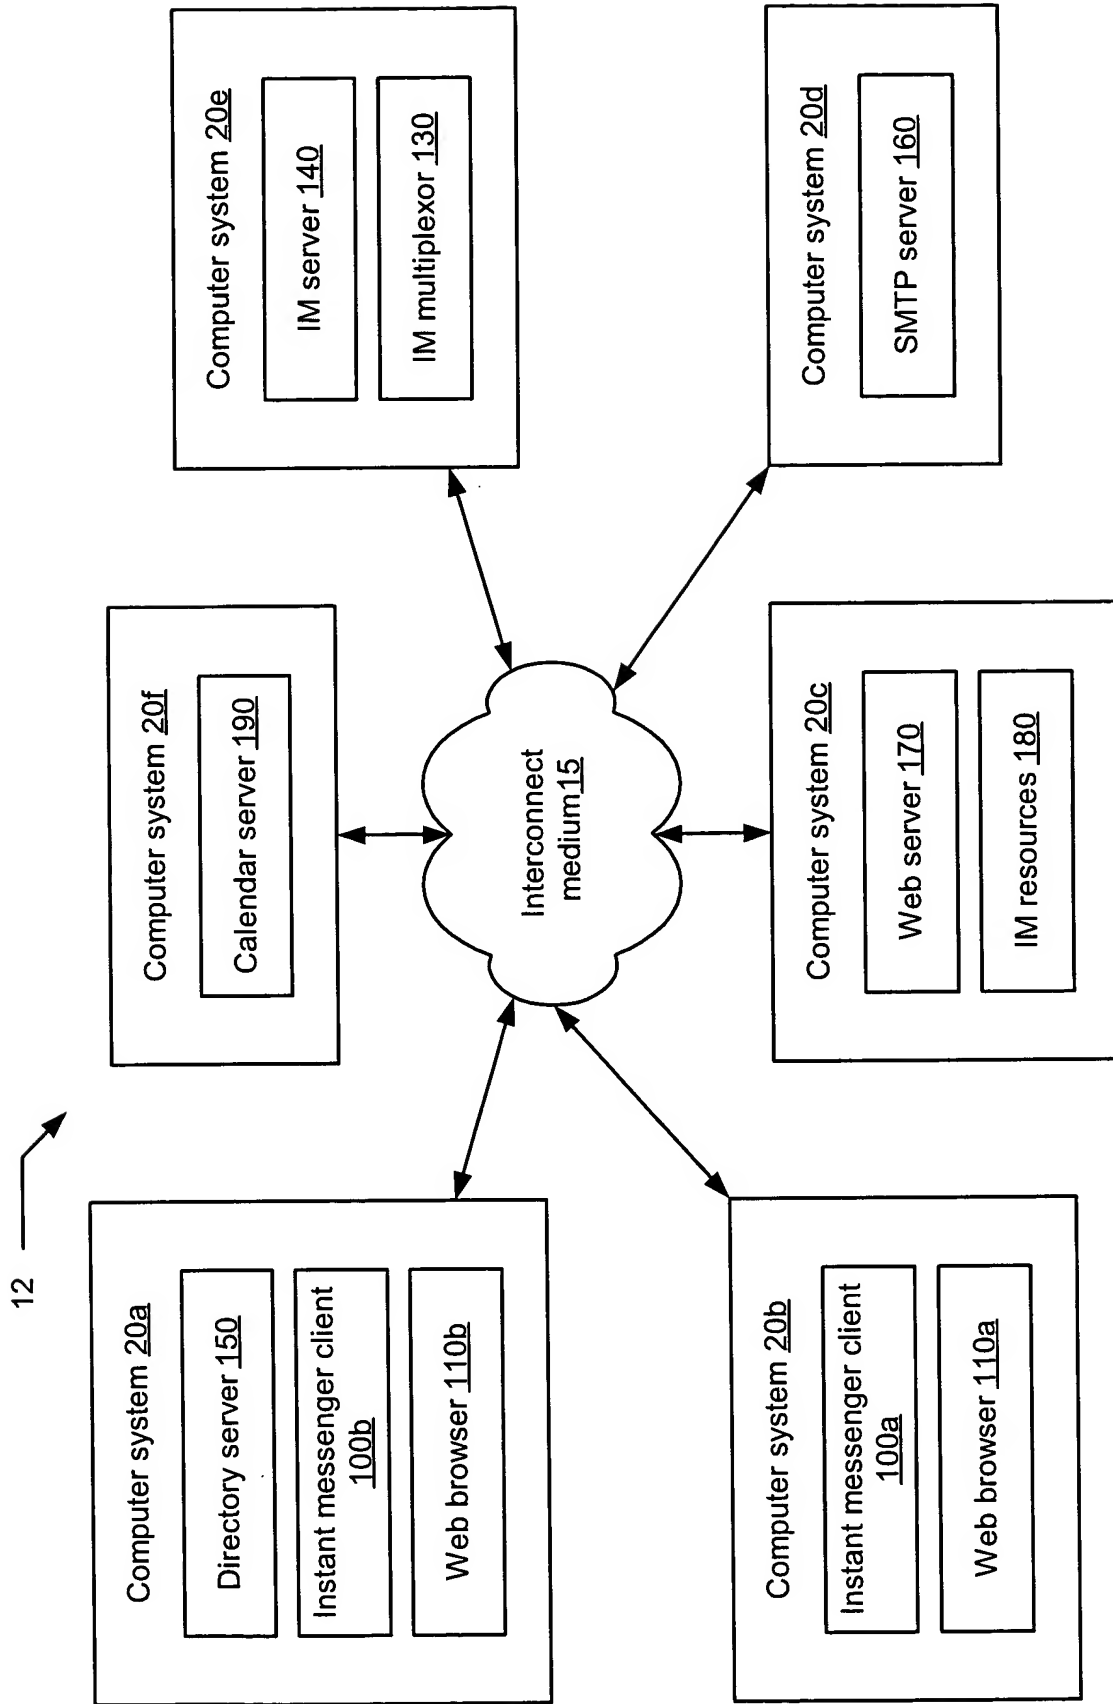 12
Computer system 20a
Directory server 150
Instant messenger client
100b
Web browser 110b
Computer system 20f
Calendar server 190
Computer system 20e
IM server 140
IM multiplexor 130
Interconnect
medium15
Computer system 20b
Instant messenger client
100a
Web browser 110a
Computer system 20c
Web server 170
IM resources 180
Computer system 20d
SMTP server 160